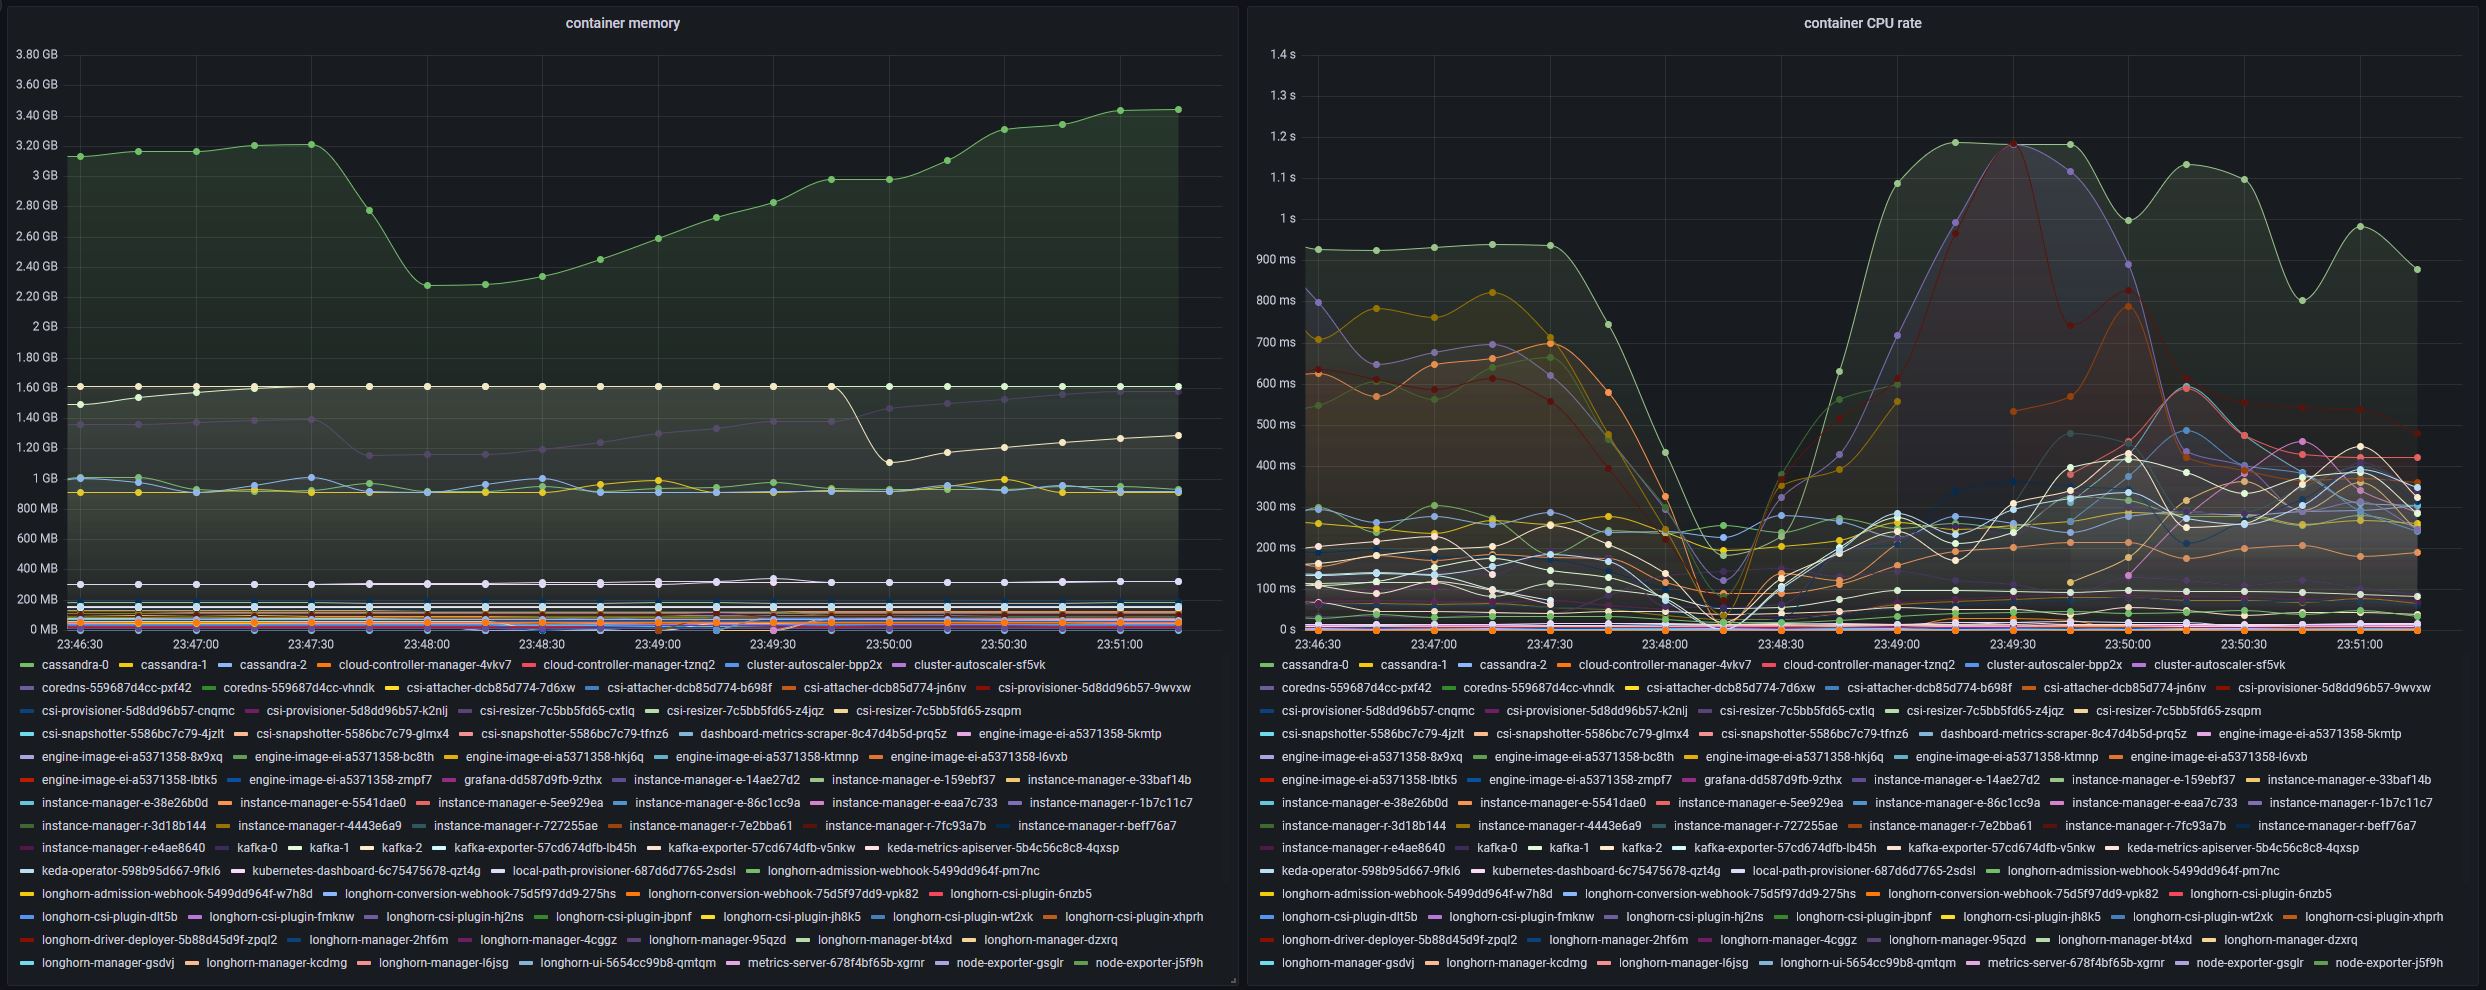 container memory
3.80 GB
3.60 GB
3.40 GB
3.20 GB
3 GB
2.80 GB
2.60 GB
2.40 GB
2.20 GB
2 GB
1.80 GB
1.60 GB
1.40 GB
1.20 GB
1 GB
800 MB
600 MB
400 MB
200 MB
0 MB
23:46:30 23:47:00 23:47:30 23:48:00 23:48:30 23:49:00 23:49:30 23:50:00 23:50:30 23:51:00
cassandra-0 cassandra-1 cassandra-2 cloud-controller-manager-4vkv7 cloud-controller-manager-tznq2 cluster-autoscaler-bpp2x cluster-autoscaler-sf5vk
coredns-559687d4cc-pxf42 coredns-559687d4cc-vhndk csi-attacher-dcb85d774-7d6xw csi-attacher-dcb85d774-b698f csi-attacher-dcb85d774-jn6nv csi-provisioner-5d8dd96b57-9wvxw
csi-provisioner-5d8dd96b57-cnqmc csi-provisioner-5d8dd96b57-k2nlj csi-resizer-7c5bb5fd65-cxtlq csi-resizer-7c5bb5fd65-z4jqz csi-resizer-7c5bb5fd65-zsqpm
csi-snapshotter-5586bc7c79-4jzlt csi-snapshotter-5586bc7c79-glmx4 csi-snapshotter-5586bc7c79-tfnz6 dashboard-metrics-scraper-8c47d4b5d-prq5z engine-image-ei-a5371358-5kmtp
engine-image-ei-a5371358-8x9xq engine-image-ei-a5371358-bc8th engine-image-ei-a5371358-hkj6q engine-image-ei-a5371358-ktmnp engine-image-ei-a5371358-l6vxb
engine-image-ei-a5371358-lbtk5 engine-image-ei-a5371358-zmpf7 grafana-dd587d9fb-9zthx instance-manager-e-14ae27d2 instance-manager-e-159ebf37 instance-manager-e-33baf14b
instance-manager-e-38e26b0d instance-manager-e-5541dae0 instance-manager-e-5ee929ea instance-manager-e-86c1cc9a instance-manager-e-eaa7c733 instance-manager-r-1b7c11c7
instance-manager-r-3d18b144 instance-manager-r-4443e6a9 instance-manager-r-727255ae instance-manager-r-7e2bba61 instance-manager-r-7fc93a7b instance-manager-r-beff76a7
instance-manager-r-e4ae8640 kafka-0 kafka-1 kafka-2 kafka-exporter-57cd674dfb-lb45h kafka-exporter-57cd674dfb-v5nkw keda-metrics-apiserver-5b4c56c8c8-4qxsp
keda-operator-598b95d667-9fkl6 kubernetes-dashboard-6c75475678-qzt4g local-path-provisioner-687d6d7765-2sdsl longhorn-admission-webhook-5499dd964f-pm7nc
longhorn-admission-webhook-5499dd964f-w7h8d longhorn-conversion-webhook-75d5f97dd9-275hs longhorn-conversion-webhook-75d5f97dd9-vpk82 longhorn-csi-plugin-6nzb5
longhorn-csi-plugin-dlt5b longhorn-csi-plugin-fmknw longhorn-csi-plugin-hj2ns longhorn-csi-plugin-jbpnf longhorn-csi-plugin-jh8k5 longhorn-csi-plugin-wt2xk longhorn-csi-plugin-xhprh
longhorn-driver-deployer-5b88d45d9f-zpql2 longhorn-manager-2hf6m longhorn-manager-4cggz longhorn-manager-95qzd longhorn-manager-bt4xd longhorn-manager-dzxrq
longhorn-manager-gsdvj longhorn-manager-kcdmg longhorn-manager-l6jsg longhorn-ui-5654cc99b8-qmtqm metrics-server-678f4bf65b-xgrnr node-exporter-gsglr node-exporter-j5f9h
container CPU rate
1.4 s
1.3 s
1.2 s
1.1 s
1 s
900 ms
800 ms
700 ms
600 ms
500 ms
400 ms
300 ms
200 ms
100 ms
0 s
23:46:30 23:47:00 23:47:30 23:48:00 23:48:30 23:49:00 23:49:30 23:50:00 23:50:30 23:51:00
cassandra-0 cassandra-1 cassandra-2 cloud-controller-manager-4vkv7 cloud-controller-manager-tznq2 cluster-autoscaler-bpp2x cluster-autoscaler-sf5vk
coredns-559687d4cc-pxf42 coredns-559687d4cc-vhndk csi-attacher-dcb85d774-7d6xw csi-attacher-dcb85d774-b698f csi-attacher-dcb85d774-jn6nv csi-provisioner-5d8dd96b57-9wvxw
csi-provisioner-5d8dd96b57-cnqmc csi-provisioner-5d8dd96b57-k2nlj csi-resizer-7c5bb5fd65-cxtlq csi-resizer-7c5bb5fd65-z4jqz csi-resizer-7c5bb5fd65-zsqpm
csi-snapshotter-5586bc7c79-4jzlt csi-snapshotter-5586bc7c79-glmx4 csi-snapshotter-5586bc7c79-tfnz6 dashboard-metrics-scraper-8c47d4b5d-prq5z engine-image-ei-a5371358-5kmtp
engine-image-ei-a5371358-8x9xq engine-image-ei-a5371358-bc8th engine-image-ei-a5371358-hkj6q engine-image-ei-a5371358-ktmnp engine-image-ei-a5371358-l6vxb
engine-image-ei-a5371358-lbtk5 engine-image-ei-a5371358-zmpf7 grafana-dd587d9fb-9zthx instance-manager-e-14ae27d2 instance-manager-e-159ebf37 instance-manager-e-33baf14b
instance-manager-e-38e26b0d instance-manager-e-5541dae0 instance-manager-e-5ee929ea instance-manager-e-86c1cc9a instance-manager-e-eaa7c733 instance-manager-r-1b7c11c7
instance-manager-r-3d18b144 instance-manager-r-4443e6a9 instance-manager-r-727255ae instance-manager-r-7e2bba61 instance-manager-r-7fc93a7b instance-manager-r-beff76a7
instance-manager-r-e4ae8640 kafka-0 kafka-1 kafka-2 kafka-exporter-57cd674dfb-lb45h kafka-exporter-57cd674dfb-v5nkw keda-metrics-apiserver-5b4c56c8c8-4qxsp
keda-operator-598b95d667-9fkl6 kubernetes-dashboard-6c75475678-qzt4g local-path-provisioner-687d6d7765-2sdsl longhorn-admission-webhook-5499dd964f-pm7nc
longhorn-admission-webhook-5499dd964f-w7h8d longhorn-conversion-webhook-75d5f97dd9-275hs longhorn-conversion-webhook-75d5f97dd9-vpk82 longhorn-csi-plugin-6nzb5
longhorn-csi-plugin-dlt5b longhorn-csi-plugin-fmknw longhorn-csi-plugin-hj2ns longhorn-csi-plugin-jbpnf longhorn-csi-plugin-jh8k5 longhorn-csi-plugin-wt2xk longhorn-csi-plugin-xhprh
longhorn-driver-deployer-5b88d45d9f-zpql2 longhorn-manager-2hf6m longhorn-manager-4cggz longhorn-manager-95qzd longhorn-manager-bt4xd longhorn-manager-dzxrq
longhorn-manager-gsdvj longhorn-manager-kcdmg longhorn-manager-l6jsg longhorn-ui-5654cc99b8-qmtqm metrics-server-678f4bf65b-xgrnr node-exporter-gsglr node-exporter-j5f9h